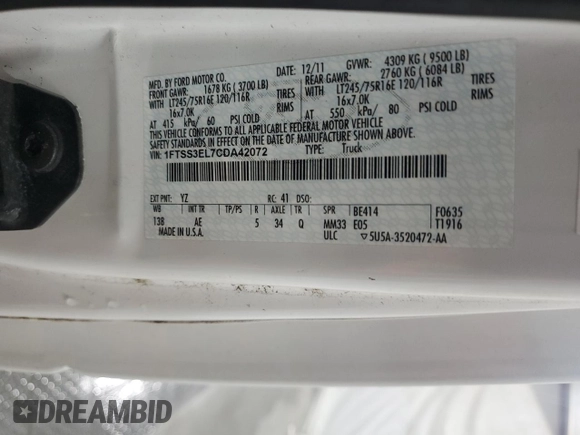 MFD. BY FORD MOTOR CO.
DATE: 12/11 GVWR: 4309 KG ( 9500 LB)
FRONT GAWR: 1678 KG ( 3700 LB) REAR GAWR: 2760 KG ( 6084 LB)
WITH LT245/75R16E 120/116R TIRES WITH LT245/75R16E 120/116R TIRES
16x7.0K RIMS 16x7.0K RIMS
AT 415 kPa/ 60 PSI COLD AT 550 kPa/ 80 PSI COLD
THIS VEHICLE CONFORMS TO ALL APPLICABLE FEDERAL MOTOR VEHICLE
SAFETY STANDARDS IN EFFECT ON THE DATE OF MANUFACTURE SHOWN ABOVE.
VIN: 1FTSS3EL7CDA42072 TYPE: Truck
EXT PNT: YZ RC: 41 DSO:
WB INT TR TP/PS R AXLE TR SPR BE414 F0635
138 AE 5 34 Q MM33 E05 T1916
MADE IN U.S.A. ULC 5U5A-3520472-AA
DREAMBID